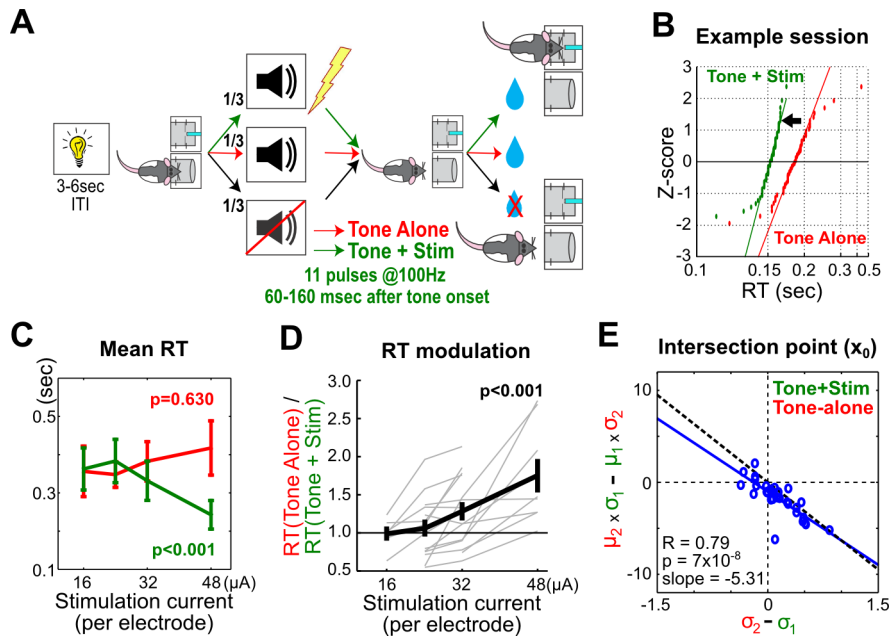 A
1/3
1/3
1/3
3-6sec
ITI
Tone Alone
Tone + Stim
11 pulses @100Hz
60-160 msec after tone onset
B
Example session
Tone + Stim
Tone Alone
Z-score
3
2
1
0
-1
-2
-3
0.1
0.15
0.2
0.3
0.5
RT (sec)
C
Mean RT
(sec)
0.5
0.3
0.1
p=0.630
p<0.001
16
32
48(μA)
Stimulation current
(per electrode)
D
RT modulation
RT(Tone Alone) /
RT(Tone + Stim)
3.0
2.5
2.0
1.5
1.0
0.5
p<0.001
16
32
48(μA)
Stimulation current
(per electrode)
E
Intersection point (x₀)
Tone+Stim
Tone-alone
μ₂ x σ₁ – μ₁ x σ₂
10
0
-10
R = 0.79
p = 7x10⁻⁸
slope = -5.31
-1.5
0
1.5
σ₂ – σ₁